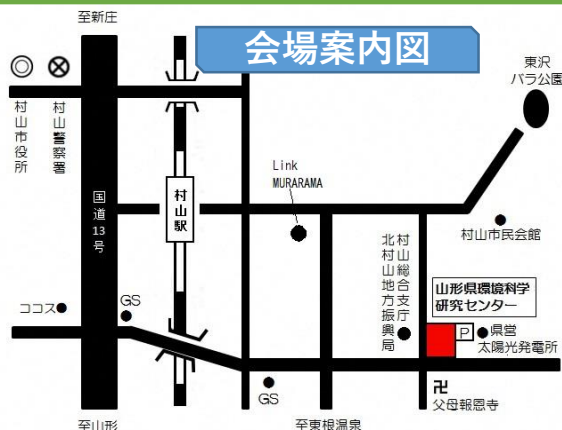 至新庄
会場案内図
東沢
バラ公園
村山市役所
村山警察署
国道13号
村山駅
Link
MURARAMA
村山市民会館
村山総合支庁
北村山地方振興局
山形県環境科学
研究センター
ココス
GS
P
県営
太陽光発電所
GS
卍
父母報恩寺
至山形
至東根温泉